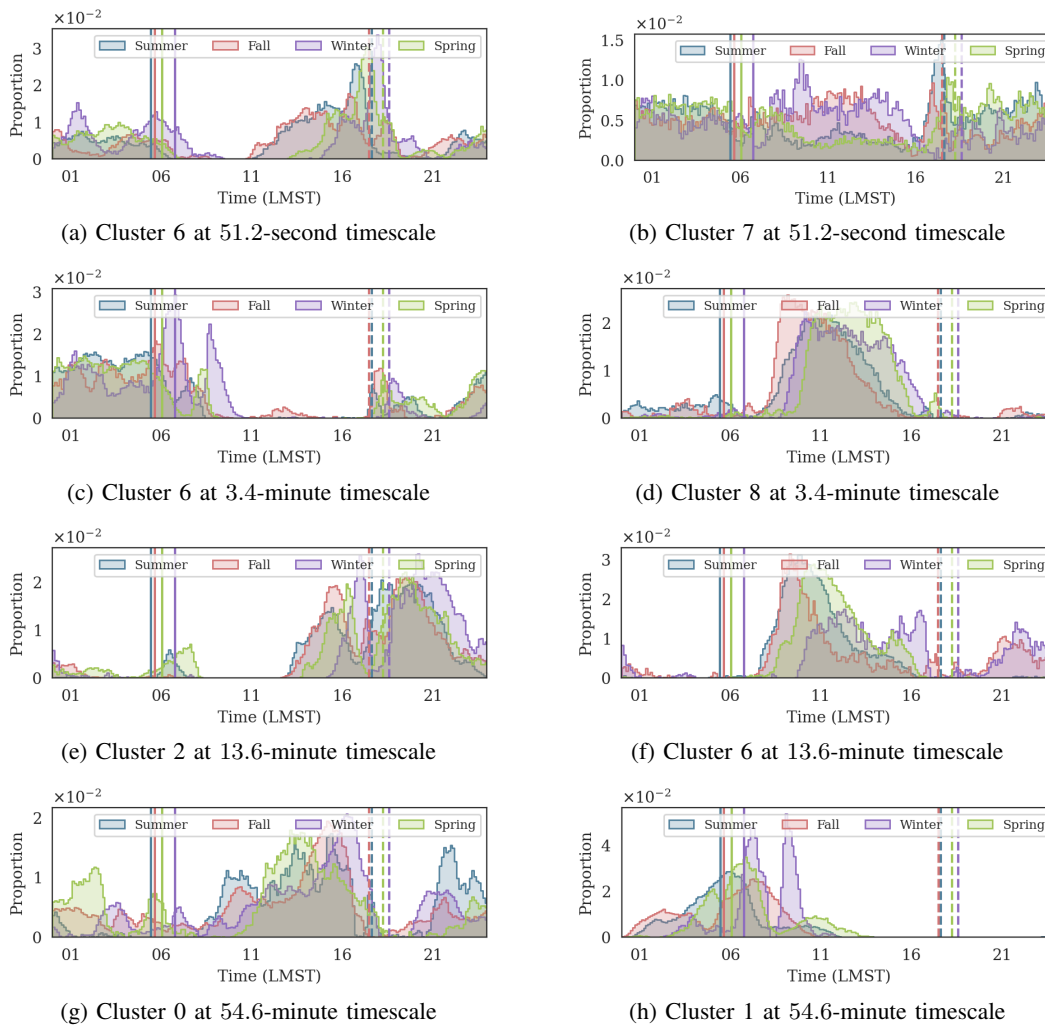 ×10⁻²
Summer Fall Winter Spring
Proportion
3
2
1
0
01 06 11 16 21
Time (LMST)
(a) Cluster 6 at 51.2-second timescale
×10⁻²
Summer Fall Winter Spring
Proportion
1.5
1.0
0.5
0.0
01 06 11 16 21
Time (LMST)
(b) Cluster 7 at 51.2-second timescale
×10⁻²
Summer Fall Winter Spring
Proportion
3
2
1
0
01 06 11 16 21
Time (LMST)
(c) Cluster 6 at 3.4-minute timescale
×10⁻²
Summer Fall Winter Spring
Proportion
2
1
0
01 06 11 16 21
Time (LMST)
(d) Cluster 8 at 3.4-minute timescale
×10⁻²
Summer Fall Winter Spring
Proportion
2
1
0
01 06 11 16 21
Time (LMST)
(e) Cluster 2 at 13.6-minute timescale
×10⁻²
Summer Fall Winter Spring
Proportion
3
2
1
0
01 06 11 16 21
Time (LMST)
(f) Cluster 6 at 13.6-minute timescale
×10⁻²
Summer Fall Winter Spring
Proportion
2
1
0
01 06 11 16 21
Time (LMST)
(g) Cluster 0 at 54.6-minute timescale
×10⁻²
Summer Fall Winter Spring
Proportion
4
2
0
01 06 11 16 21
Time (LMST)
(h) Cluster 1 at 54.6-minute timescale